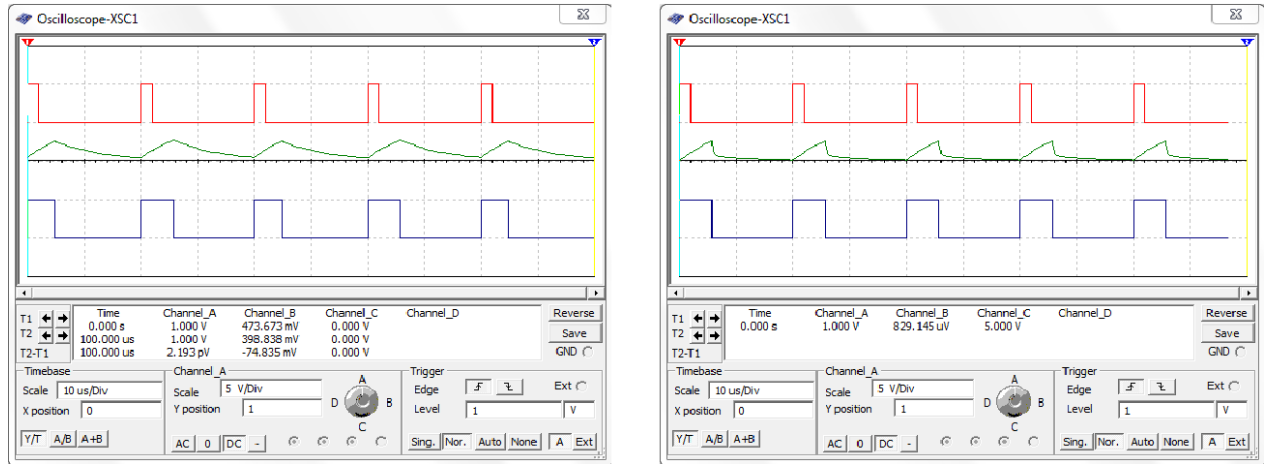 Oscilloscope-XSC1
T1
T2
T2-T1
Time Channel_A Channel_B Channel_C Channel_D
0.000 s 1.000 V 473.673 mV 0.000 V
100.000 us 1.000 V 398.838 mV 0.000 V
100.000 us 2.193 pV -74.835 mV 0.000 V
Reverse
Save
GND
Timebase
Scale 10 us/Div
X position 0
Y/T A/B A+B
Channel_A
Scale 5 V/Div
Y position 1
AC 0 DC -
A
D B
C
Trigger
Edge Ext
Level 1 V
Sing. Nor. Auto None A Ext
Oscilloscope-XSC1
T1
T2
T2-T1
Time Channel_A Channel_B Channel_C Channel_D
0.000 s 1.000 V 829.145 uV 5.000 V
Reverse
Save
GND
Timebase
Scale 10 us/Div
X position 0
Y/T A/B A+B
Channel_A
Scale 5 V/Div
Y position 1
AC 0 DC -
A
D B
C
Trigger
Edge Ext
Level 1 V
Sing. Nor. Auto None A Ext